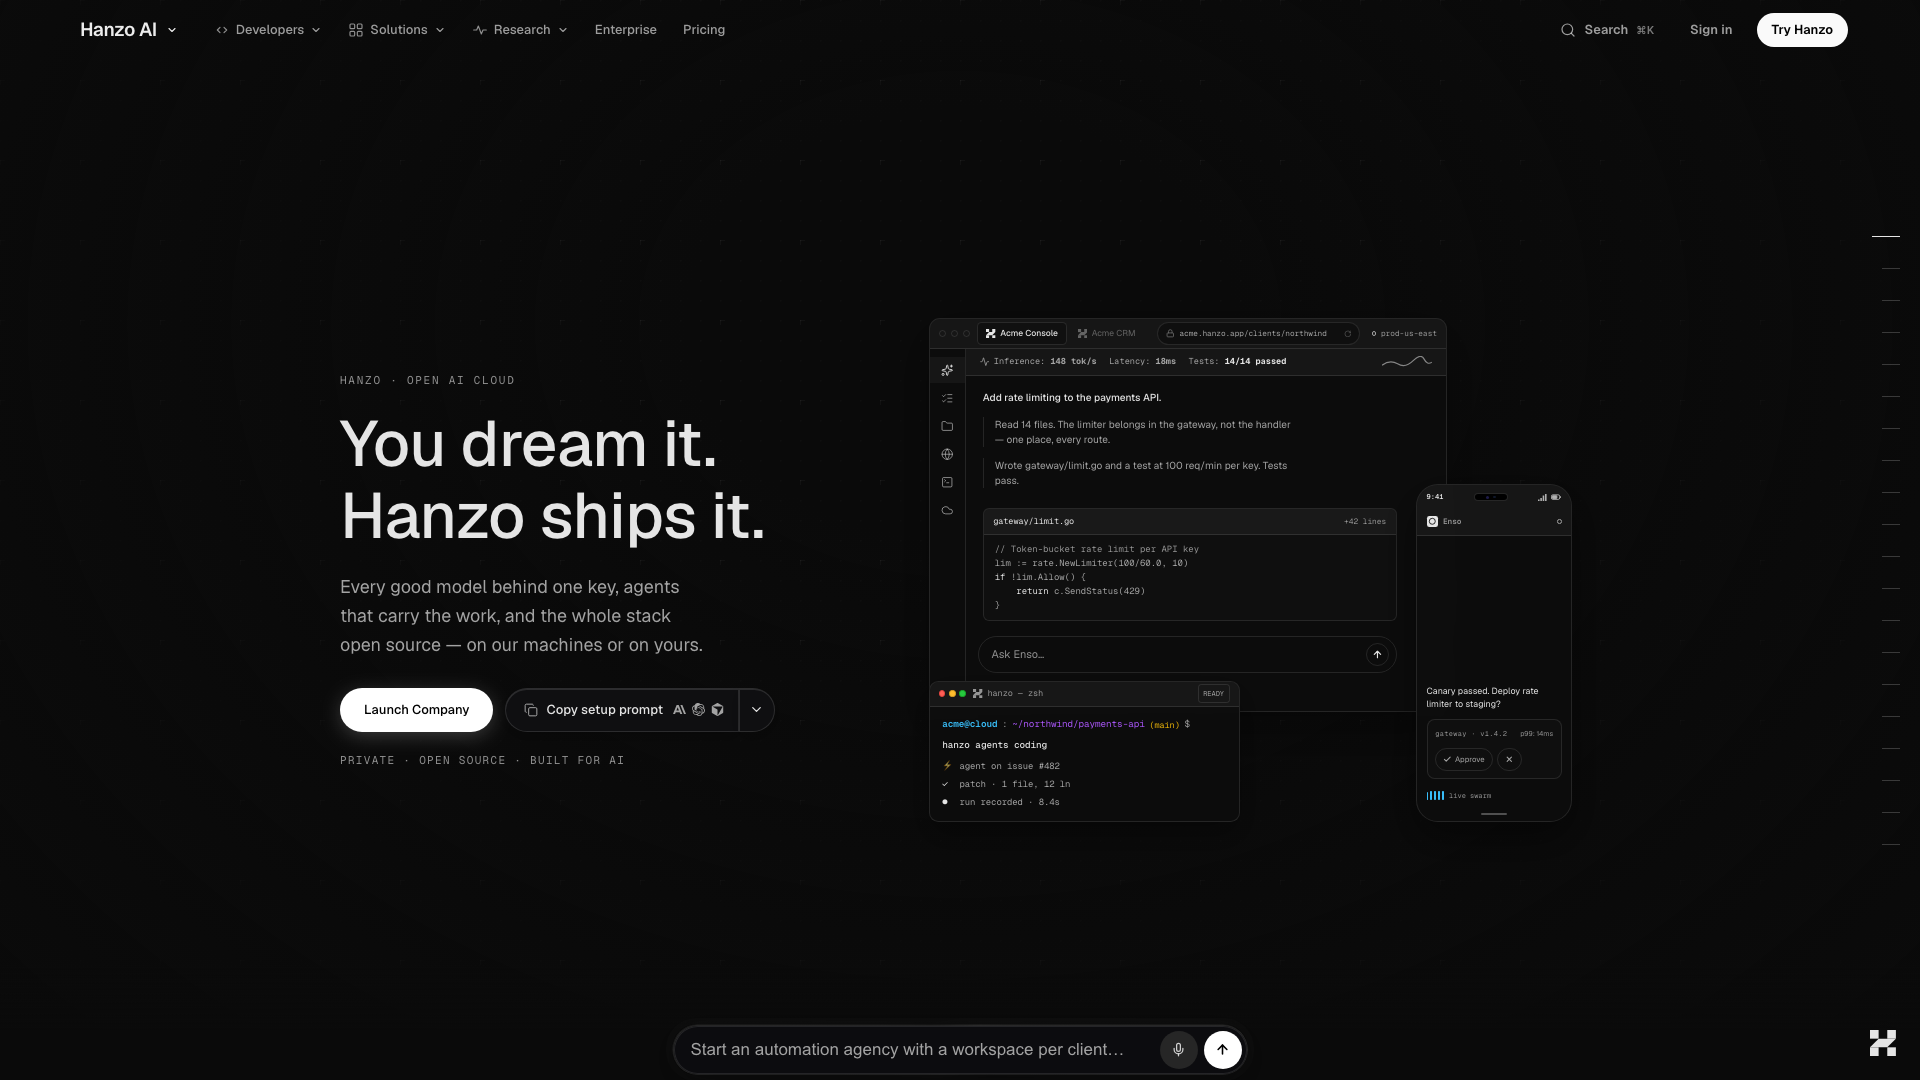 Hanzo AI
Developers
Solutions
Research
Enterprise
Pricing
Search ⌘K
Sign in
Try Hanzo
HANZO · OPEN AI CLOUD
You dream it.
Hanzo ships it.
Every good model behind one key, agents
that carry the work, and the whole stack
open source — on our machines or on yours.
Launch Company
Copy setup prompt
PRIVATE · OPEN SOURCE · BUILT FOR AI
Acme Console
Acme CRM
acme.hanzo.app/clients/northwind
prod-us-east
Inference: 148 tok/s Latency: 18ms Tests: 14/14 passed
Add rate limiting to the payments API.
Read 14 files. The limiter belongs in the gateway, not the handler
— one place, every route.
Wrote gateway/limit.go and a test at 100 req/min per key. Tests
pass.
gateway/limit.go +42 lines
// Token-bucket rate limit per API key
lim := rate.NewLimiter(100/60.0, 10)
if !lim.Allow() {
return c.SendStatus(429)
}
Ask Enso...
hanzo — zsh READY
acme@cloud : ~/northwind/payments-api (main) $
hanzo agents coding
⚡ agent on issue #482
✓ patch · 1 file, 12 ln
● run recorded · 8.4s
9:41
Enso
Canary passed. Deploy rate
limiter to staging?
gateway · v1.4.2 p99: 14ms
Approve
live swarm
Start an automation agency with a workspace per client...